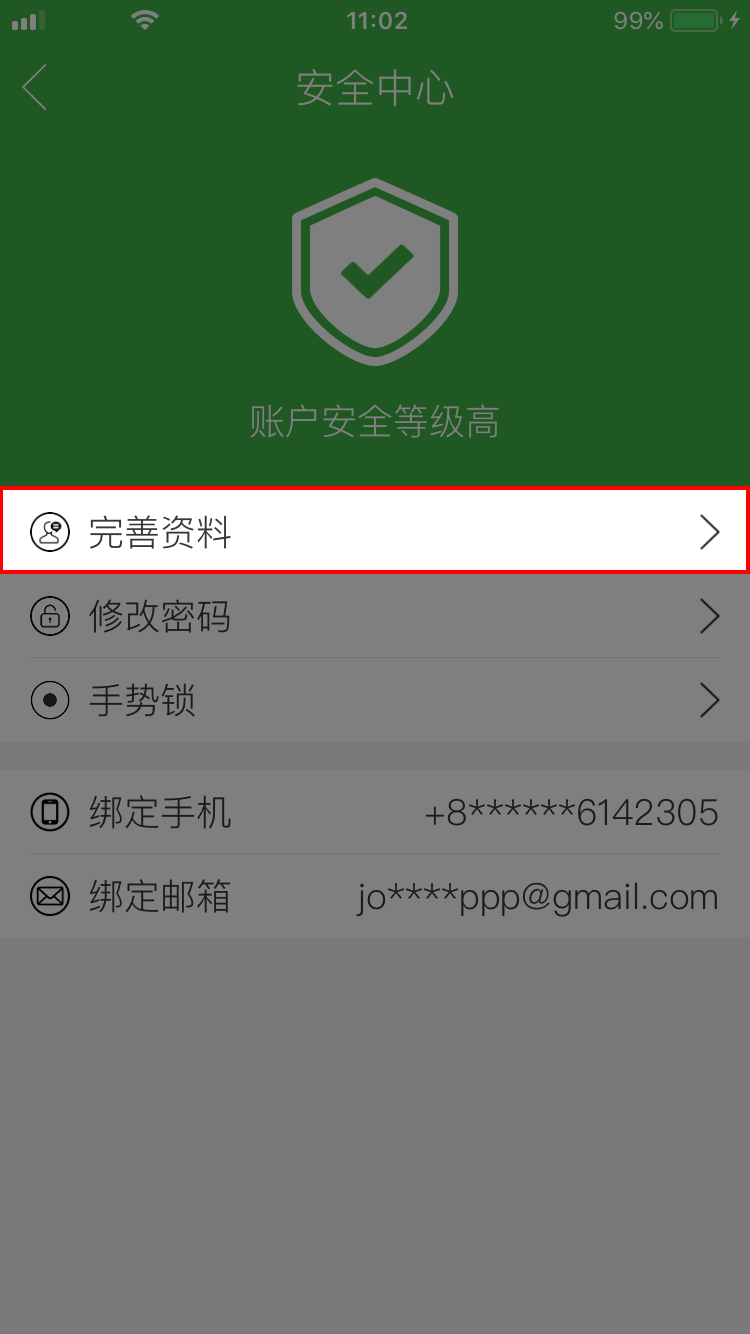 11:02
99%
安全中心
账户安全等级高
完善资料
修改密码
手势锁
绑定手机 +8******6142305
绑定邮箱 jo****ppp@gmail.com